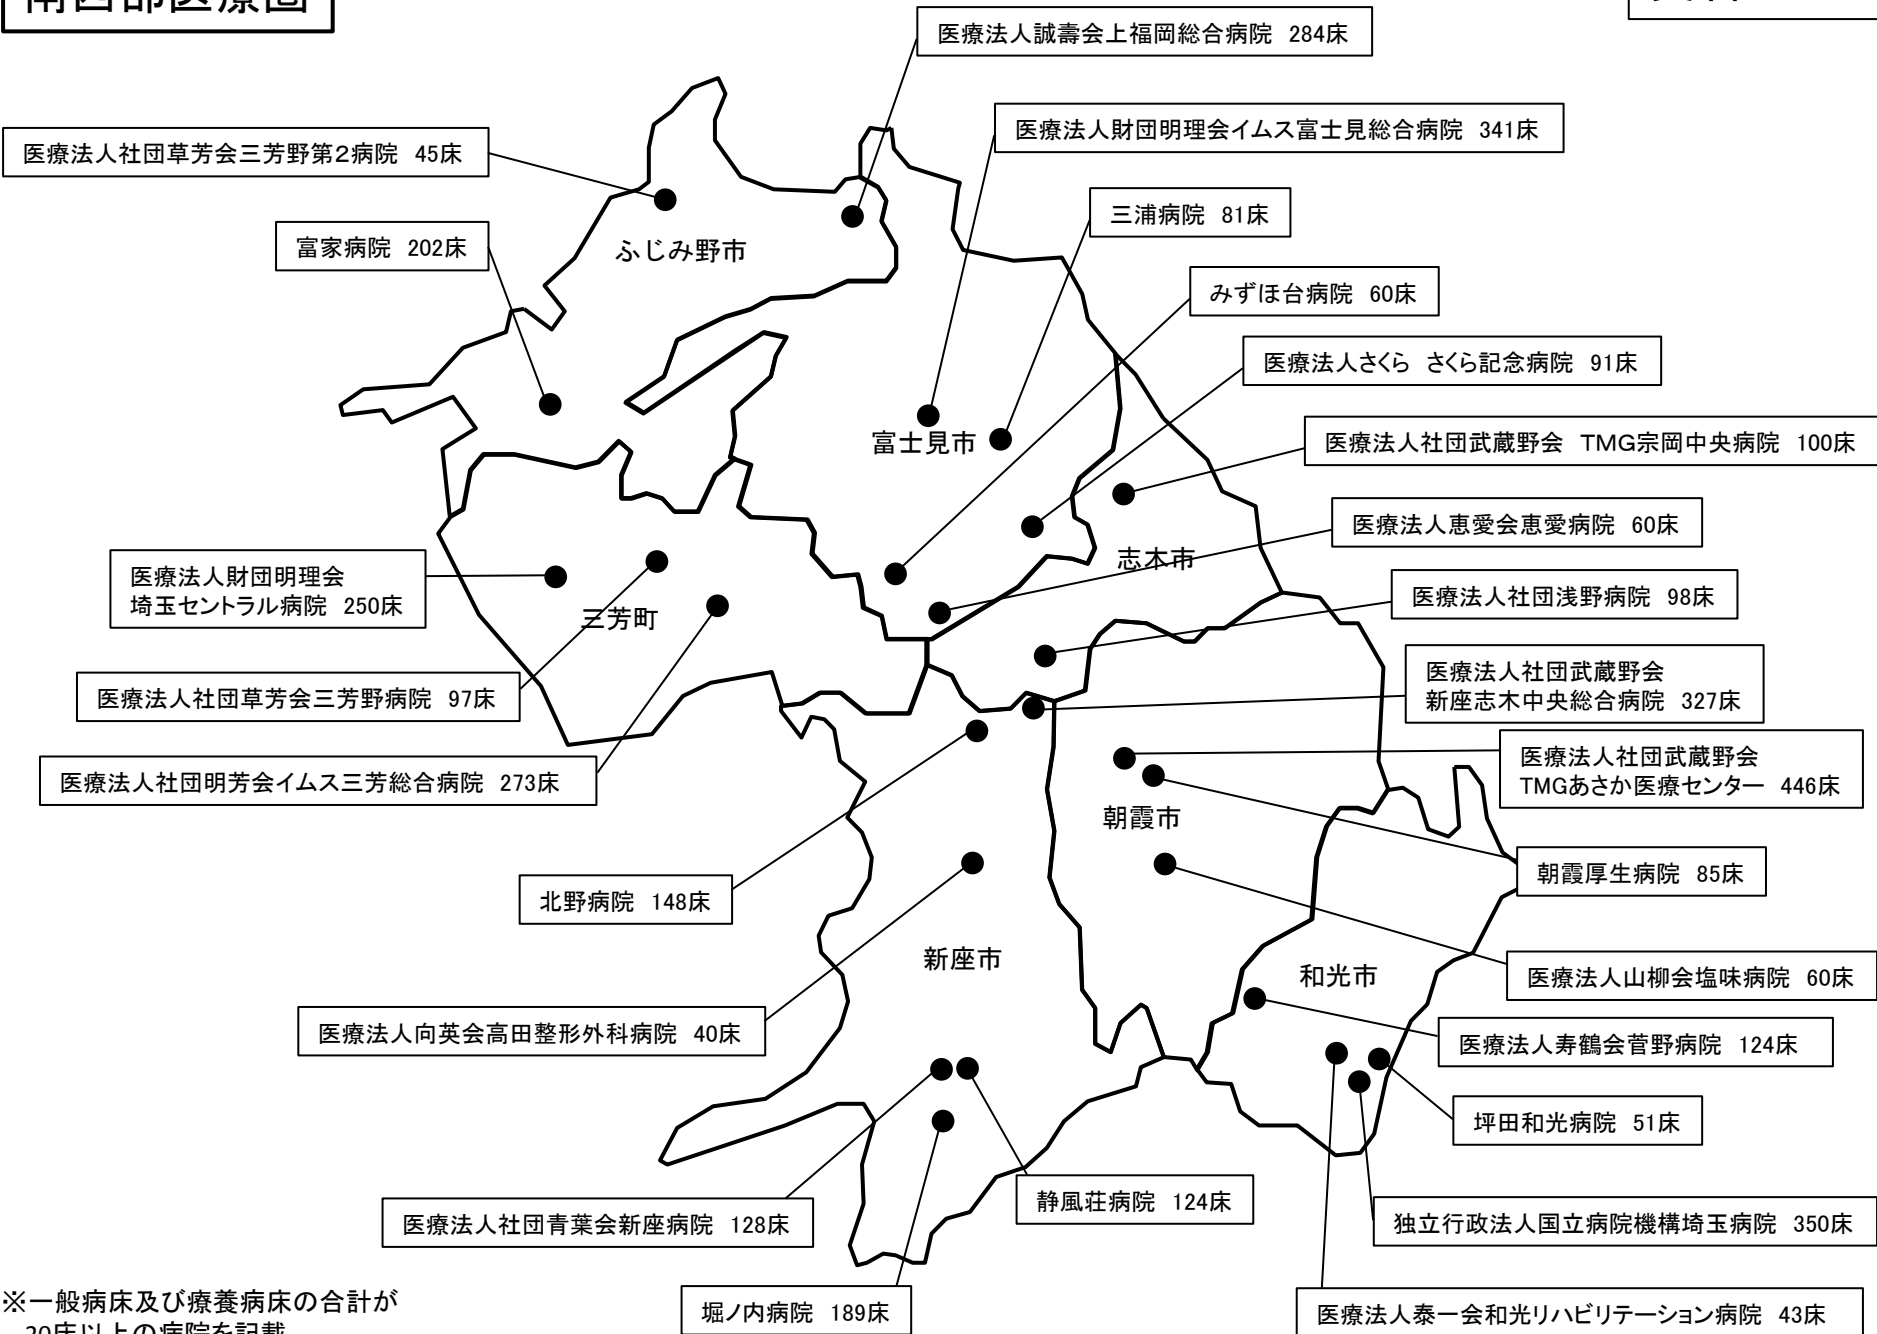 南西部医療圏
医療法人誠壽会上福岡総合病院 284床
医療法人財団明理会イムス富士見総合病院 341床
医療法人社団草芳会三芳野第2病院 45床
三浦病院 81床
富家病院 202床
ふじみ野市
みずほ台病院 60床
医療法人さくら さくら記念病院 91床
富士見市
医療法人社団武蔵野会 TMG宗岡中央病院 100床
医療法人恵愛会恵愛病院 60床
志木市
医療法人財団明理会
埼玉セントラル病院 250床
三芳町
医療法人社団浅野病院 98床
医療法人社団武蔵野会
新座志木中央総合病院 327床
医療法人社団草芳会三芳野病院 97床
医療法人社団武蔵野会
TMGあさか医療センター 446床
医療法人社団明芳会イムス三芳総合病院 273床
朝霞市
朝霞厚生病院 85床
北野病院 148床
新座市
和光市
医療法人山柳会塩味病院 60床
医療法人向英会高田整形外科病院 40床
医療法人寿鶴会菅野病院 124床
坪田和光病院 51床
静風荘病院 124床
医療法人社団青葉会新座病院 128床
独立行政法人国立病院機構埼玉病院 350床
堀ノ内病院 189床
医療法人泰一会和光リハビリテーション病院 43床
※一般病床及び療養病床の合計が
20床以上の病院を記載